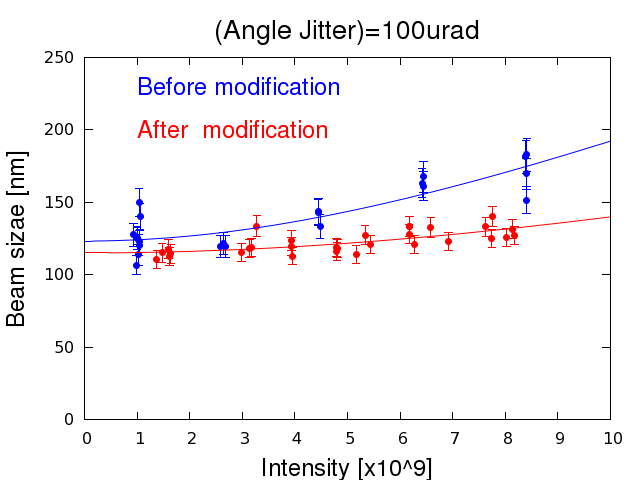 (Angle Jitter)=100urad
250
Before modification
200
After modification
150
100
50
0
Beam sizae [nm]
0 1 2 3 4 5 6 7 8 9 10
Intensity [x10^9]